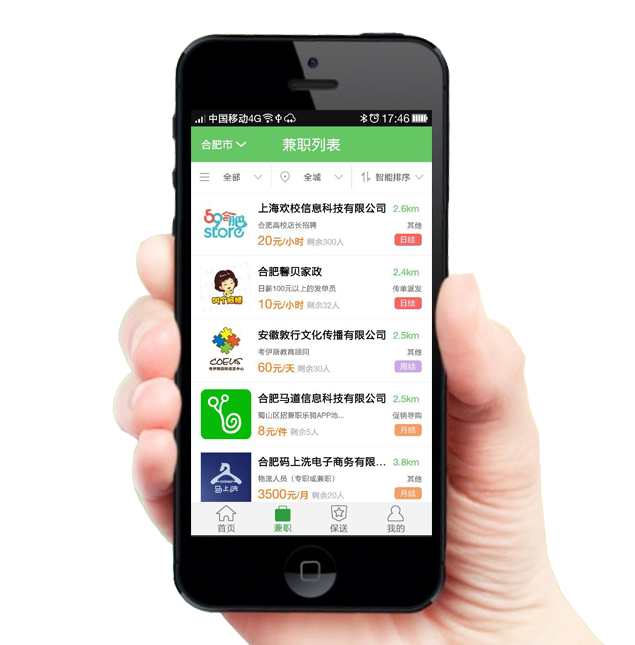 中国移动4G 17:46
合肥市 兼职列表
全部 全城 智能排序
59合肥 store
上海欢校信息科技有限公司 2.6km
合肥高校店长招聘 其他
20元/小时 剩余300人 日结
合肥馨贝家政 2.4km
日薪100元以上的发单员 传单派发
10元/小时 剩余32人 日结
安徽敦行文化传播有限公司 2.5km
COEUS
考伊斯教育顾问 其他
60元/天 剩余30人 周结
合肥马道信息科技有限公司 2.5km
蜀山区招兼职乐骑APP地... 促销导购
8元/件 剩余5人 月结
合肥码上洗电子商务有限... 3.8km
马上洗
物流人员（专职或兼职） 其他
3500元/月 剩余20人 月结
首页 兼职 保送 我的